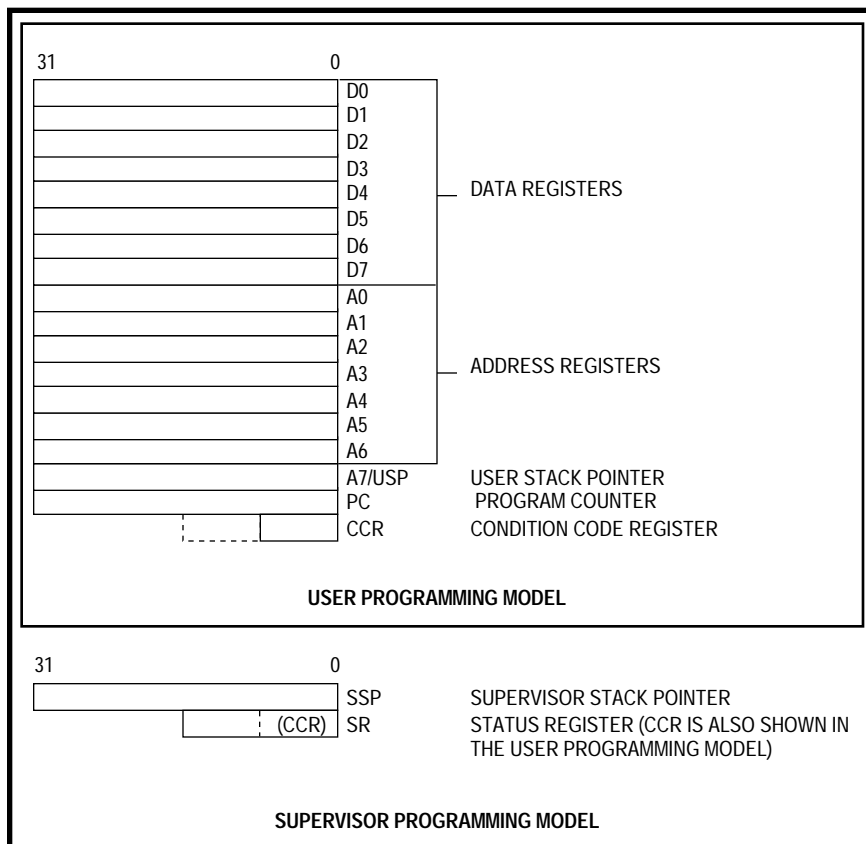 31 0
D0
D1
D2
D3
D4 DATA REGISTERS
D5
D6
D7
A0
A1
A2
A3 ADDRESS REGISTERS
A4
A5
A6
A7/USP USER STACK POINTER
PC PROGRAM COUNTER
CCR CONDITION CODE REGISTER
USER PROGRAMMING MODEL
31 0
SSP SUPERVISOR STACK POINTER
(CCR) SR STATUS REGISTER (CCR IS ALSO SHOWN IN
THE USER PROGRAMMING MODEL)
SUPERVISOR PROGRAMMING MODEL